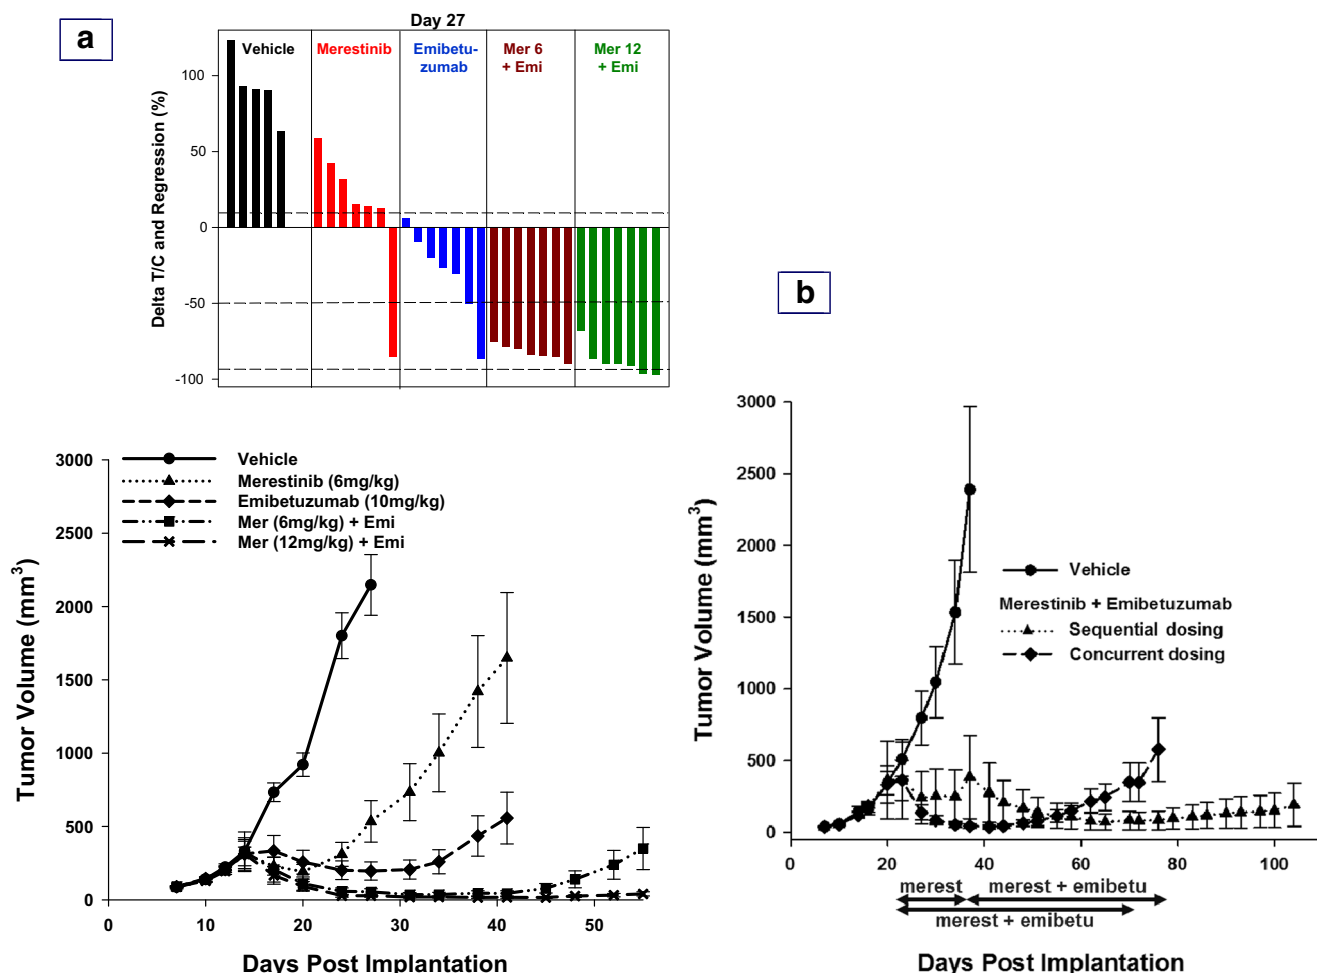 a
Day 27
Vehicle
Merestinib
Emibetu-
zumab
Mer 6
+ Emi
Mer 12
+ Emi
Delta T/C and Regression (%)
100
50
0
-50
-100
Vehicle
Merestinib (6mg/kg)
Emibetuzumab (10mg/kg)
Mer (6mg/kg) + Emi
Mer (12mg/kg) + Emi
Tumor Volume (mm³)
3000
2500
2000
1500
1000
500
0
0 10 20 30 40 50
Days Post Implantation
b
Tumor Volume (mm³)
3000
2500
2000
1500
1000
500
0
Vehicle
Merestinib + Emibetuzumab
Sequential dosing
Concurrent dosing
0 20 40 60 80 100
merest merest + emibetu
merest + emibetu
Days Post Implantation